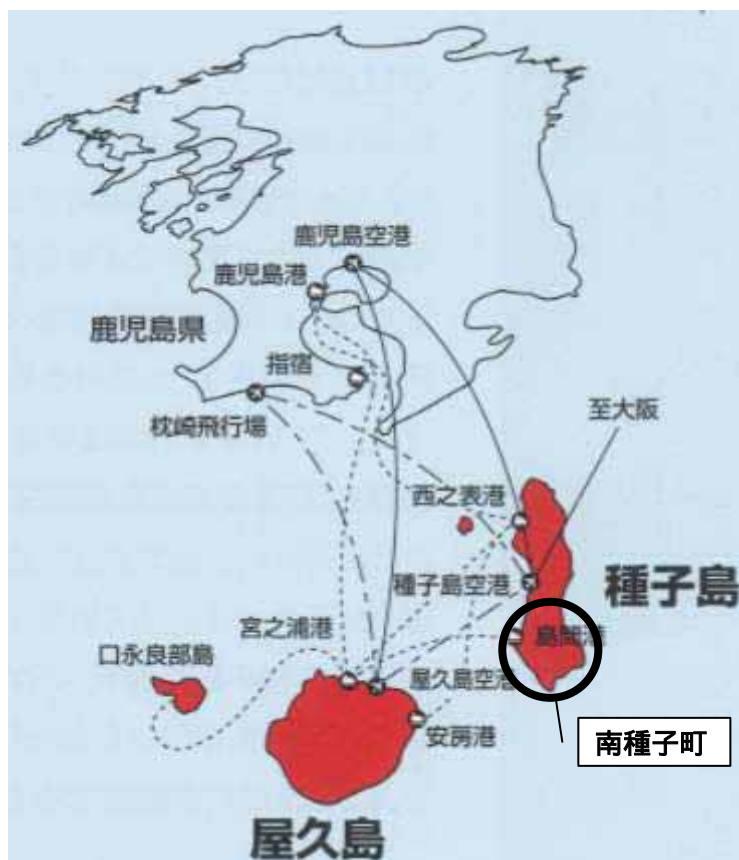 鹿児島空港
鹿児島港
鹿児島県
指宿
枕崎飛行場
至大阪
西之表港
種子島空港
種子島
島間港
宮之浦港
口永良部島
屋久島空港
安房港
南種子町
屋久島